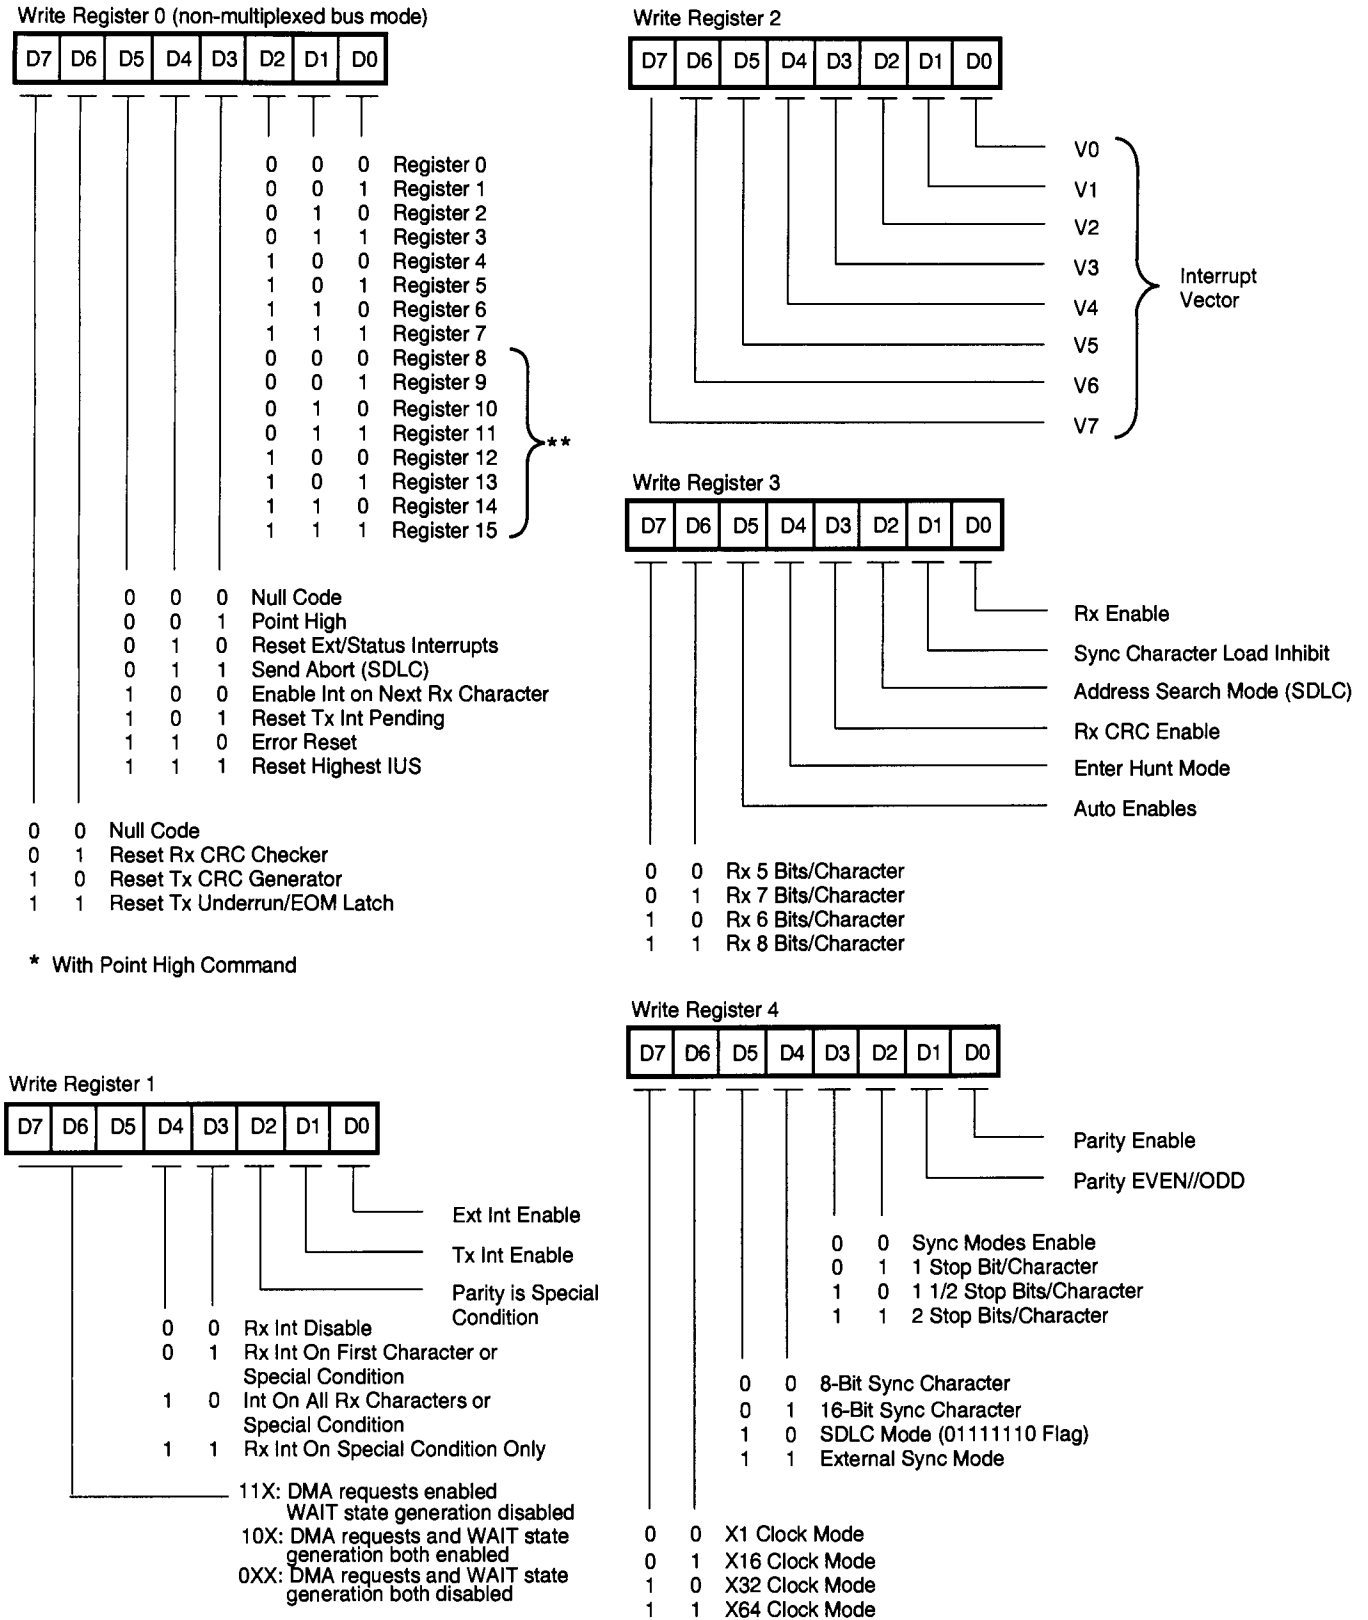 Write Register 0 (non-multiplexed bus mode)
D7 D6 D5 D4 D3 D2 D1 D0
0 0 0 Register 0
0 0 1 Register 1
0 1 0 Register 2
0 1 1 Register 3
1 0 0 Register 4
1 0 1 Register 5
1 1 0 Register 6
1 1 1 Register 7
0 0 0 Register 8
0 0 1 Register 9
0 1 0 Register 10
0 1 1 Register 11
1 0 0 Register 12
1 0 1 Register 13
1 1 0 Register 14
1 1 1 Register 15
**
0 0 0 Null Code
0 0 1 Point High
0 1 0 Reset Ext/Status Interrupts
0 1 1 Send Abort (SDLC)
1 0 0 Enable Int on Next Rx Character
1 0 1 Reset Tx Int Pending
1 1 0 Error Reset
1 1 1 Reset Highest IUS
0 0 Null Code
0 1 Reset Rx CRC Checker
1 0 Reset Tx CRC Generator
1 1 Reset Tx Underrun/EOM Latch
* With Point High Command
Write Register 1
D7 D6 D5 D4 D3 D2 D1 D0
Ext Int Enable
Tx Int Enable
Parity is Special
Condition
0 0 Rx Int Disable
0 1 Rx Int On First Character or
Special Condition
1 0 Int On All Rx Characters or
Special Condition
1 1 Rx Int On Special Condition Only
11X: DMA requests enabled
WAIT state generation disabled
10X: DMA requests and WAIT state
generation both enabled
0XX: DMA requests and WAIT state
generation both disabled
Write Register 2
D7 D6 D5 D4 D3 D2 D1 D0
V0
V1
V2
V3
V4
V5
V6
V7
Interrupt
Vector
Write Register 3
D7 D6 D5 D4 D3 D2 D1 D0
Rx Enable
Sync Character Load Inhibit
Address Search Mode (SDLC)
Rx CRC Enable
Enter Hunt Mode
Auto Enables
0 0 Rx 5 Bits/Character
0 1 Rx 7 Bits/Character
1 0 Rx 6 Bits/Character
1 1 Rx 8 Bits/Character
Write Register 4
D7 D6 D5 D4 D3 D2 D1 D0
Parity Enable
Parity EVEN//ODD
0 0 Sync Modes Enable
0 1 1 Stop Bit/Character
1 0 1 1/2 Stop Bits/Character
1 1 2 Stop Bits/Character
0 0 8-Bit Sync Character
0 1 16-Bit Sync Character
1 0 SDLC Mode (01111110 Flag)
1 1 External Sync Mode
0 0 X1 Clock Mode
0 1 X16 Clock Mode
1 0 X32 Clock Mode
1 1 X64 Clock Mode